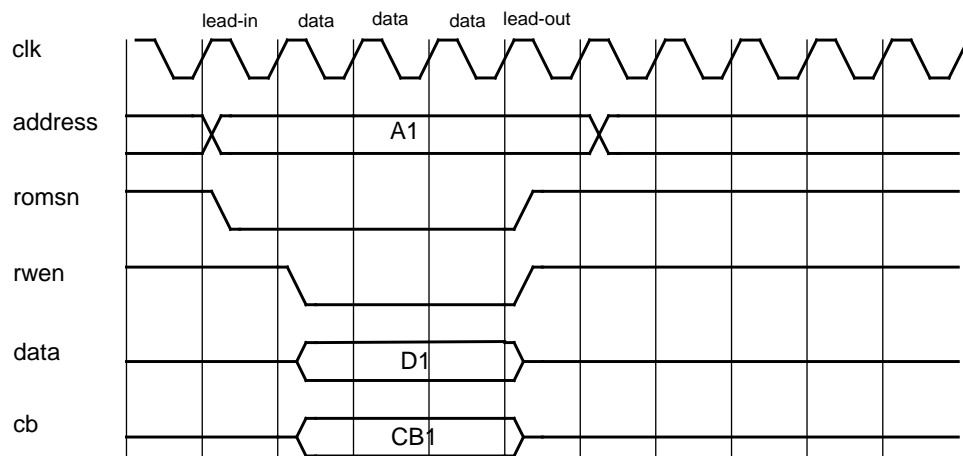 lead-in data data data lead-out
clk
address A1
romsn
rwen
data D1
cb CB1